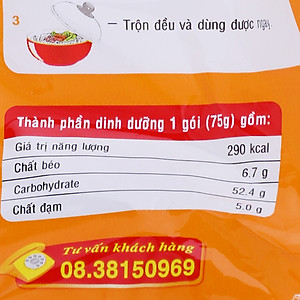 3
– Trộn đều và dùng được ngay.
Thành phần dinh dưỡng 1 gói (75g) gồm:
Giá trị năng lượng 290 kcal
Chất béo 6.7 g
Carbohydrate 52.4 g
Chất đạm 5.0 g
Tư vấn khách hàng
08.38150969